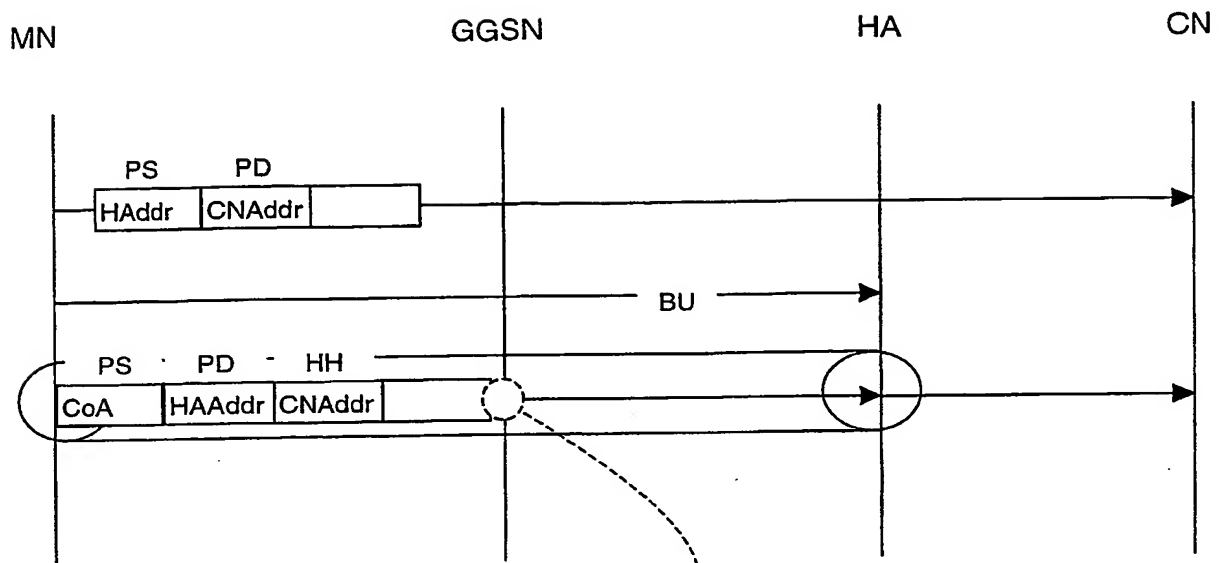 MN GGSN HA CN
PS PD
HAddr CNAddr
BU
PS PD HH
CoA HAAddr CNAddr